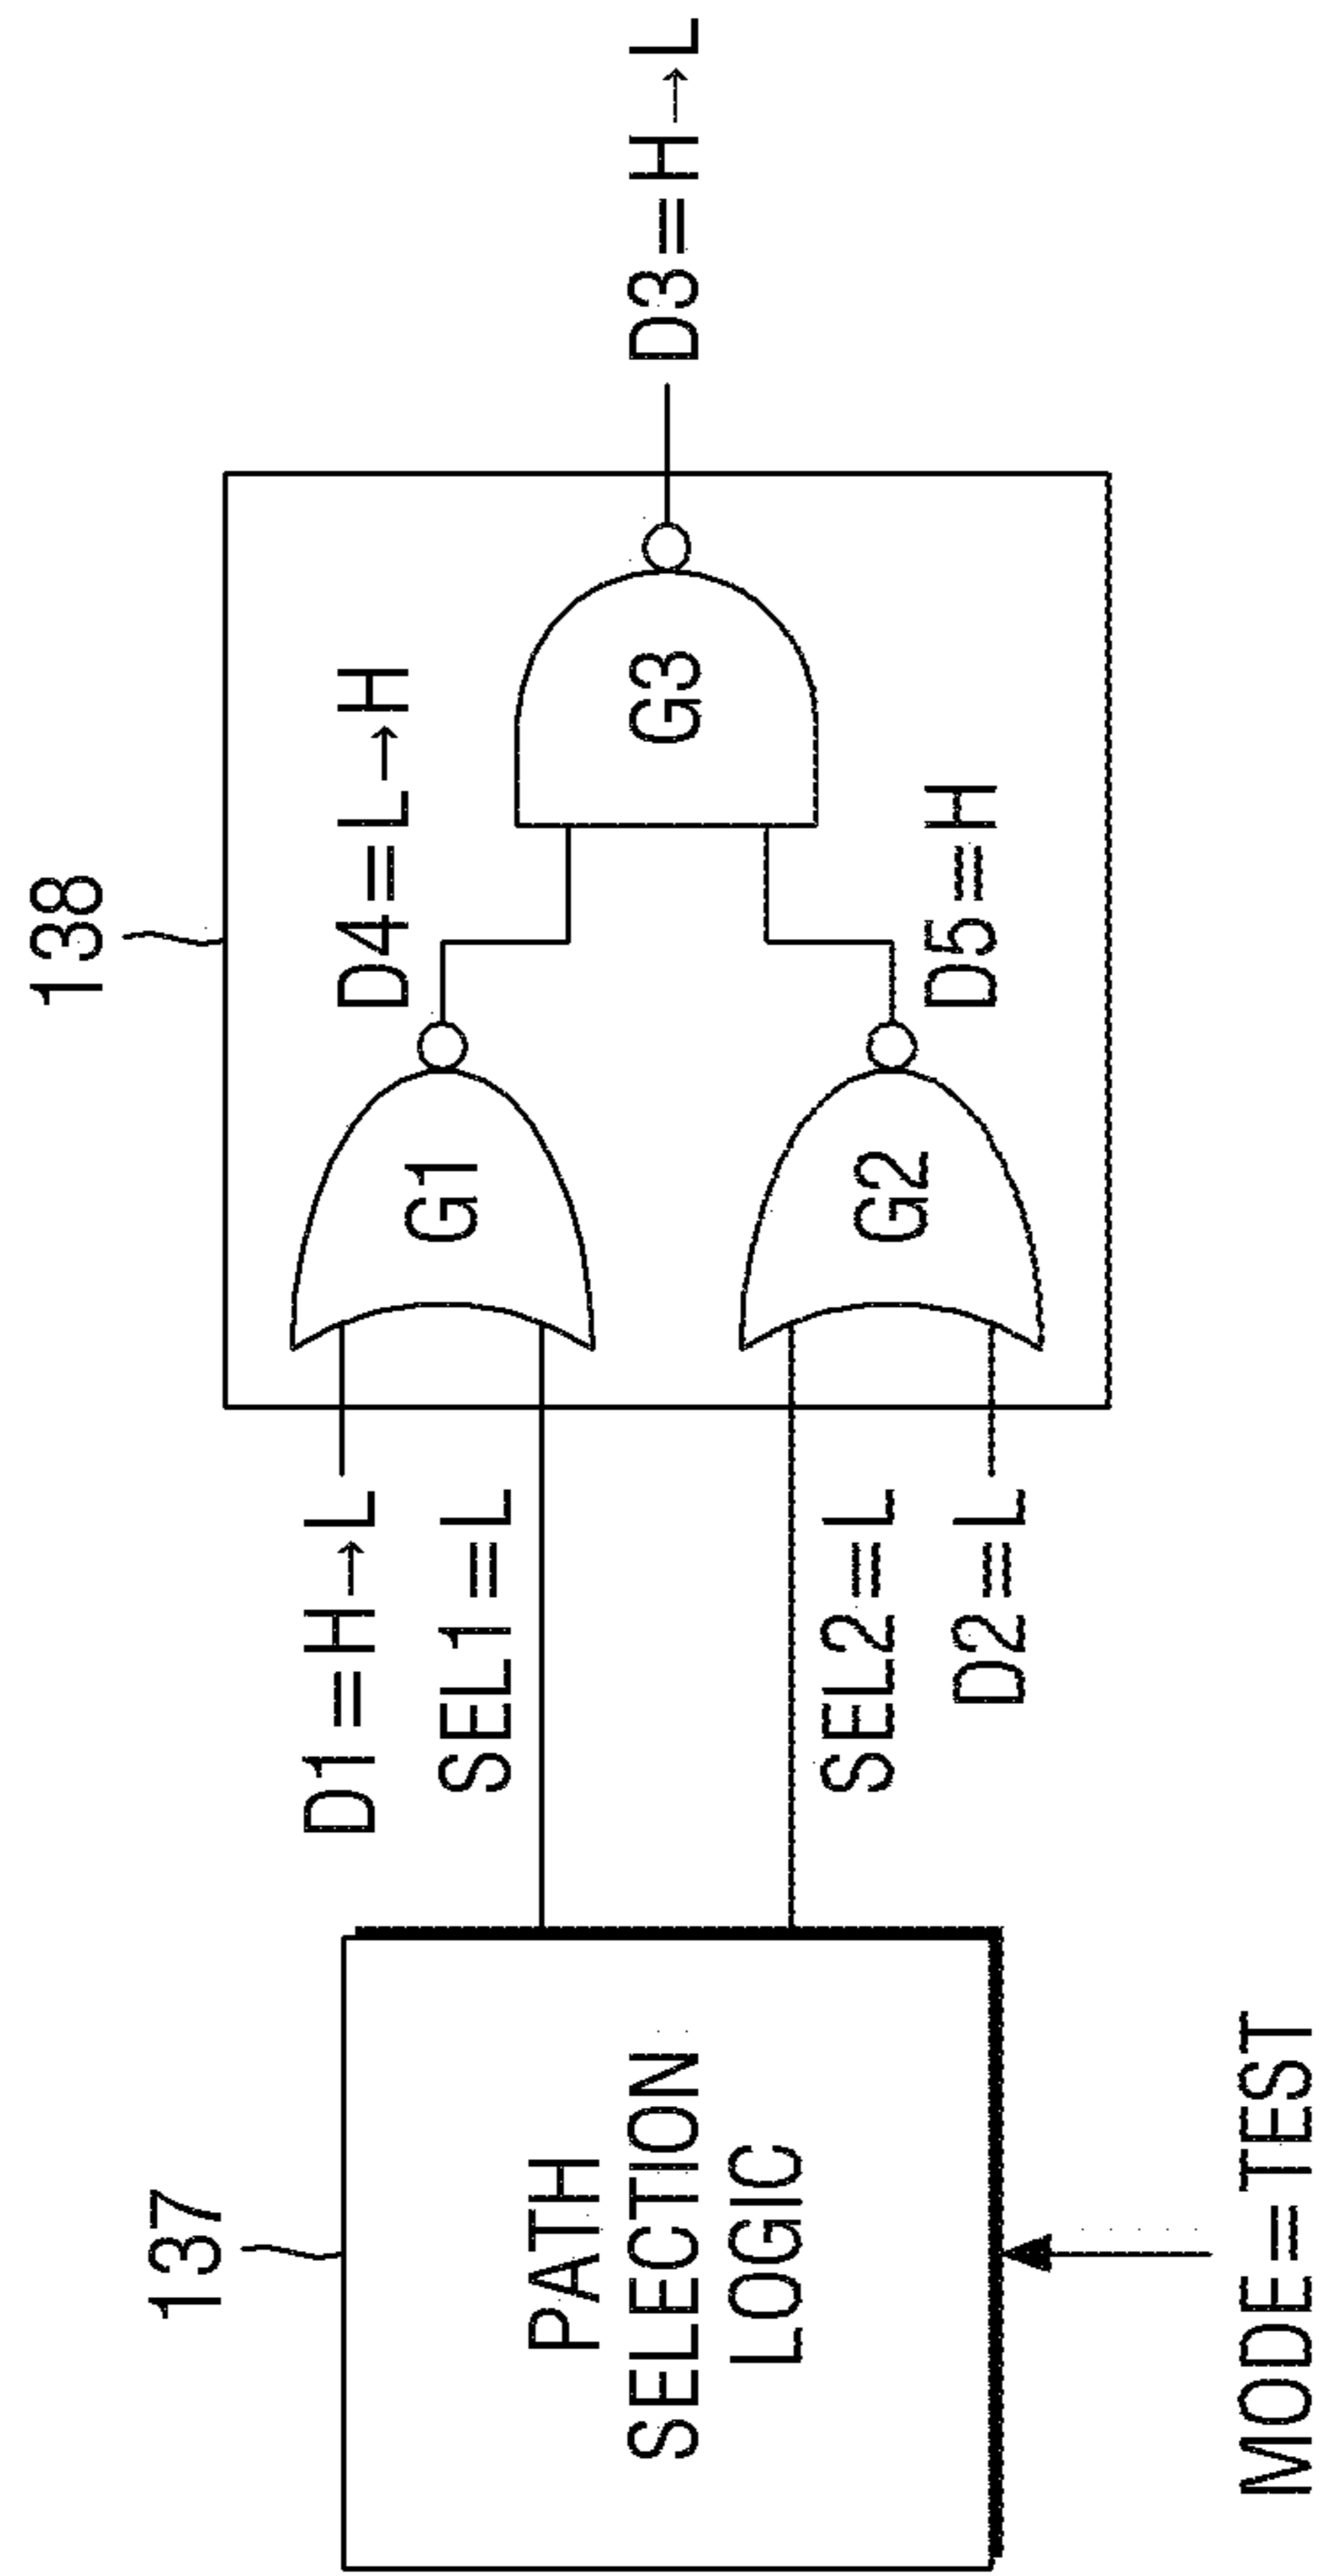 137
PATH
SELECTION
LOGIC
MODE=TEST
D1=H→L
SEL1=L
SEL2=L
D2=L
138
G1
G2
D4=L→H
D5=H
G3
D3=H→L